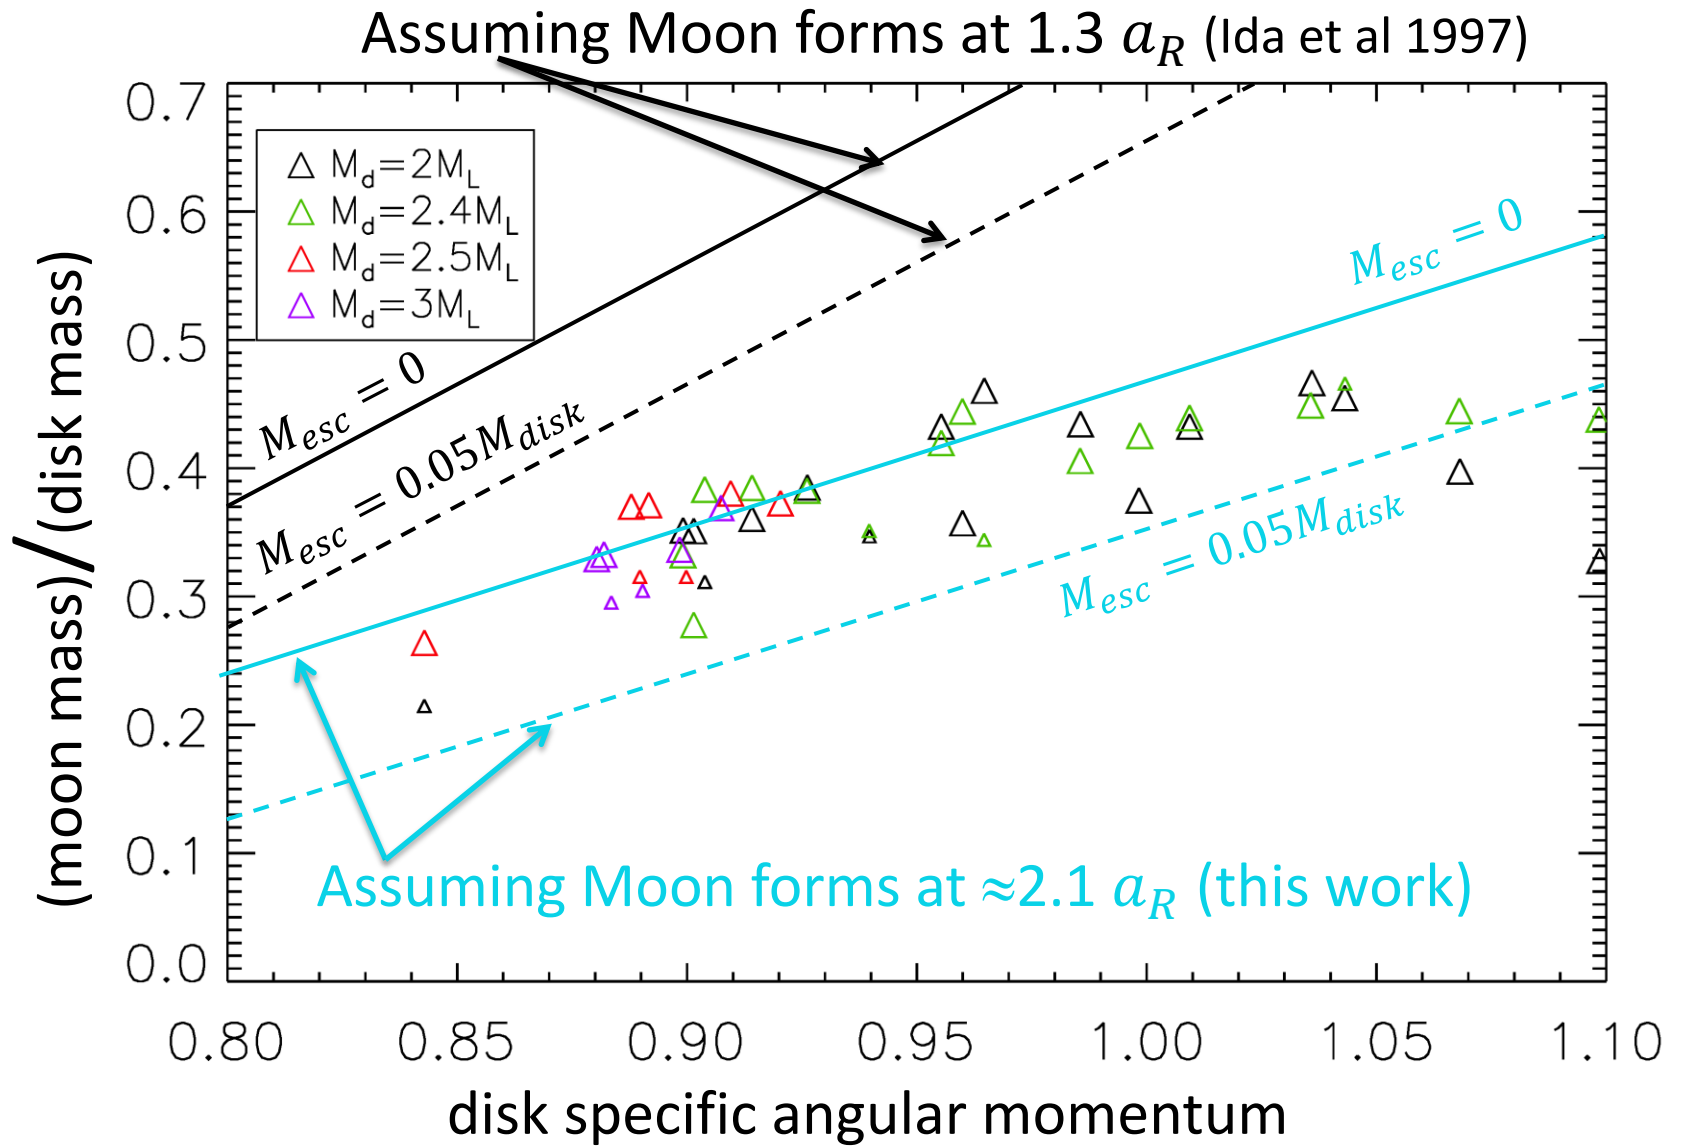 Assuming Moon forms at 1.3 a_R (Ida et al 1997)
(moon mass)/(disk mass)
0.7
0.6
0.5
0.4
0.3
0.2
0.1
0.0
M_d=2M_L
M_d=2.4M_L
M_d=2.5M_L
M_d=3M_L
M_esc = 0
M_esc = 0.05M_disk
M_esc = 0
M_esc = 0.05M_disk
Assuming Moon forms at ≈2.1 a_R (this work)
0.80 0.85 0.90 0.95 1.00 1.05 1.10
disk specific angular momentum